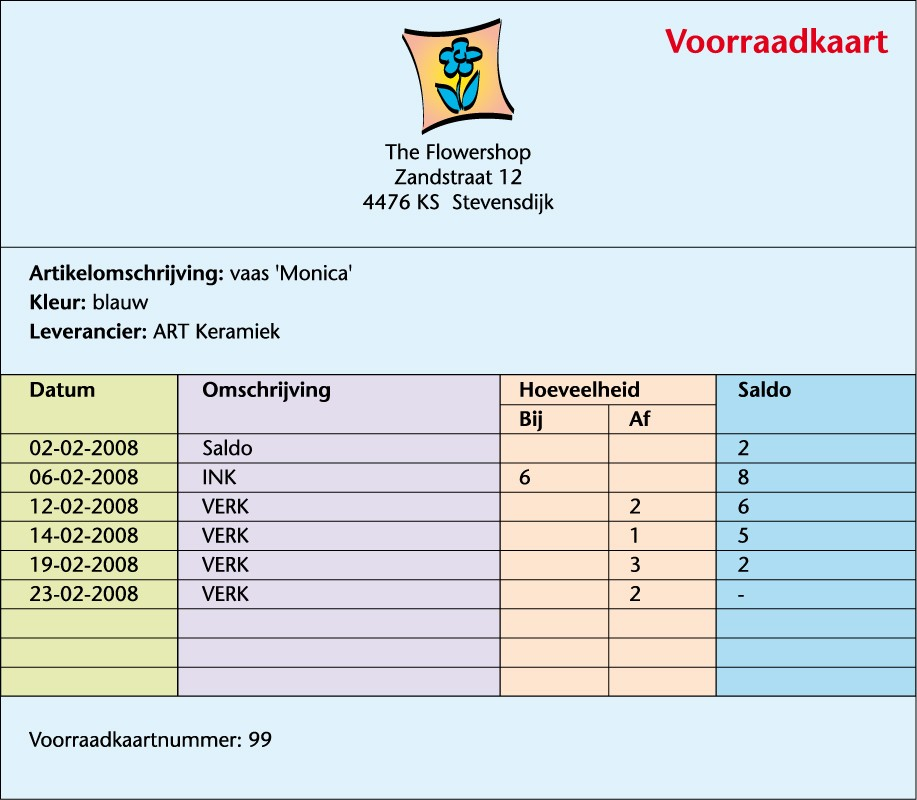 Voorraadkaart
The Flowershop
Zandstraat 12
4476 KS Stevensdijk
Artikelomschrijving: vaas 'Monica'
Kleur: blauw
Leverancier: ART Keramiek
Datum Omschrijving Hoeveelheid Saldo
Bij Af
02-02-2008 Saldo 2
06-02-2008 INK 6 8
12-02-2008 VERK 2 6
14-02-2008 VERK 1 5
19-02-2008 VERK 3 2
23-02-2008 VERK 2 -
Voorraadkaartnummer: 99